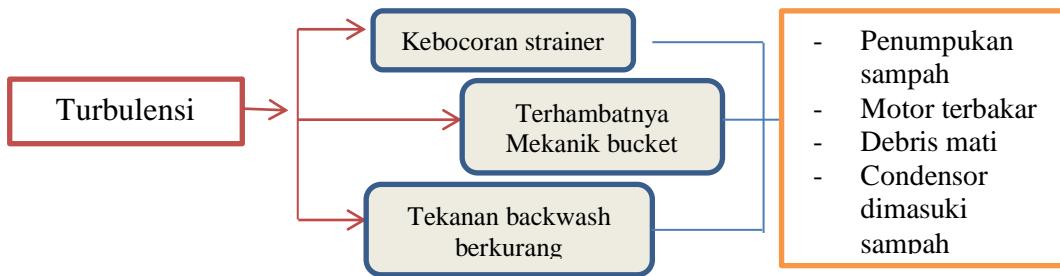 Turbulensi
Kebocoran strainer
Terhambatnya
Mekanik bucket
Tekanan backwash
berkurang
- Penumpukan
sampah
- Motor terbakar
- Debris mati
- Condensor
dimasuki
sampah